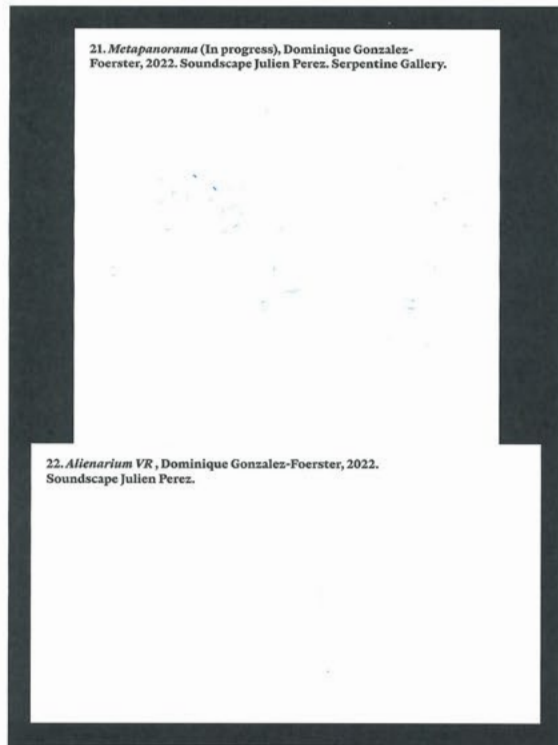 21. Metapanorama (In progress), Dominique Gonzalez-
Foerster, 2022. Soundscape Julien Perez. Serpentine Gallery.
22. Alienarium VR , Dominique Gonzalez-Foerster, 2022.
Soundscape Julien Perez.